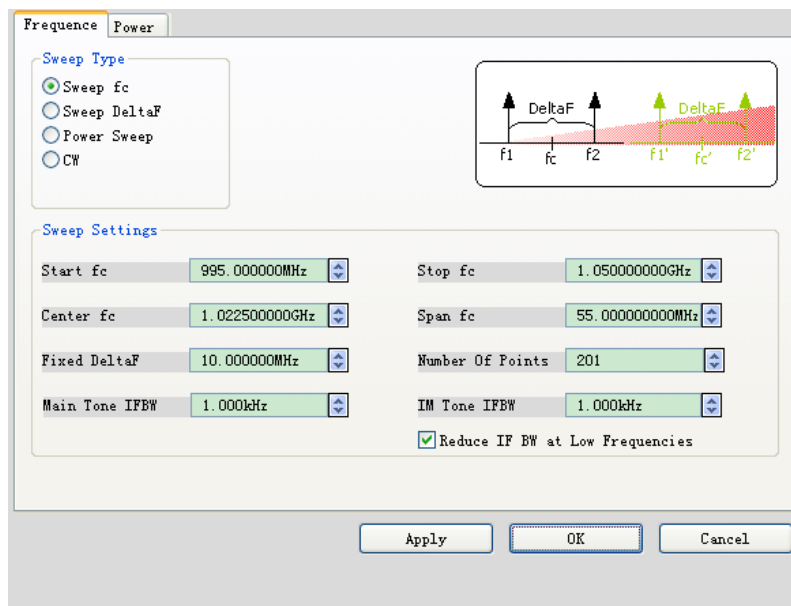 Frequence Power
Sweep Type
Sweep fc
Sweep DeltaF
Power Sweep
CW
DeltaF DeltaF
f1 fc f2 f1' fc' f2'
Sweep Settings
Start fc 995.000000MHz Stop fc 1.050000000GHz
Center fc 1.022500000GHz Span fc 55.000000000MHz
Fixed DeltaF 10.000000MHz Number Of Points 201
Main Tone IFBW 1.000kHz IM Tone IFBW 1.000kHz
Reduce IF BW at Low Frequencies
Apply OK Cancel